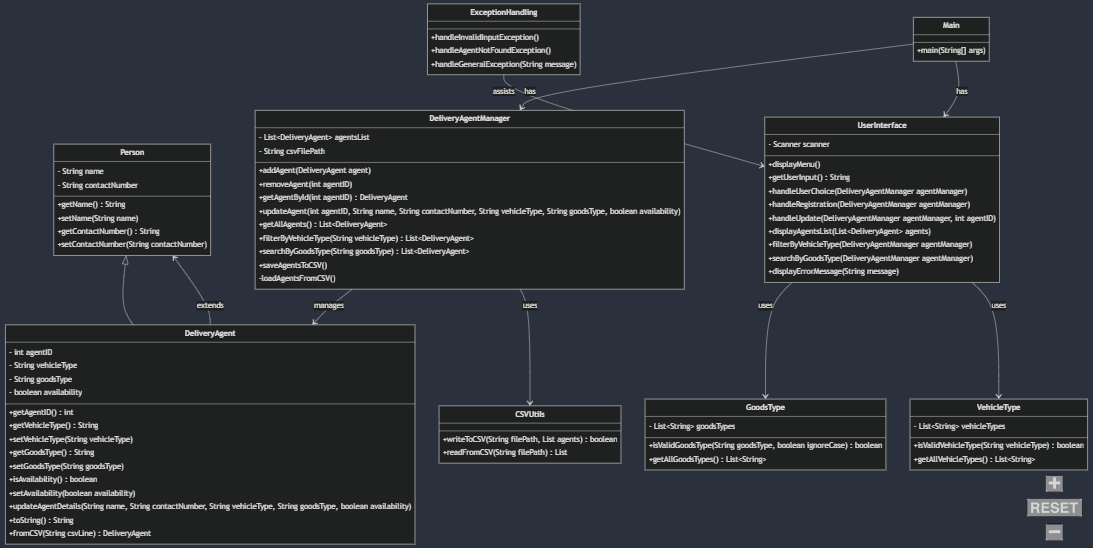 ExceptionHandling
+handleInvalidInputException()
+handleAgentNotFoundException()
+handleGeneralException(String message)
Main
+main(String[] args)
assists
has
has
DeliveryAgentManager
- List<DeliveryAgent> agentsList
- String csvFilePath
+addAgent(DeliveryAgent agent)
+removeAgent(int agentID)
+getAgentById(int agentID) : DeliveryAgent
+updateAgent(int agentID, String name, String contactNumber, String vehicleType, String goodsType, boolean availability)
+getAllAgents() : List<DeliveryAgent>
+filterByVehicleType(String vehicleType) : List<DeliveryAgent>
+searchByGoodsType(String goodsType) : List<DeliveryAgent>
+saveAgentsToCSV()
-loadAgentsFromCSV()
UserInterface
- Scanner scanner
+displayMenu()
+getUserInput() : String
+handleUserChoice(DeliveryAgentManager agentManager)
+handleRegistration(DeliveryAgentManager agentManager)
+handleUpdate(DeliveryAgentManager agentManager, int agentID)
+displayAgentsList(List<DeliveryAgent> agents)
+filterByVehicleType(DeliveryAgentManager agentManager)
+searchByGoodsType(DeliveryAgentManager agentManager)
+displayErrorMessage(String message)
Person
- String name
- String contactNumber
+getName() : String
+setName(String name)
+getContactNumber() : String
+setContactNumber(String contactNumber)
extends
manages
uses
uses
uses
DeliveryAgent
- int agentID
- String vehicleType
- String goodsType
- boolean availability
+getAgentID() : int
+getVehicleType() : String
+setVehicleType(String vehicleType)
+getGoodsType() : String
+setGoodsType(String goodsType)
+isAvailability() : boolean
+setAvailability(boolean availability)
+updateAgentDetails(String name, String contactNumber, String vehicleType, String goodsType, boolean availability)
+toString() : String
+fromCSV(String csvLine) : DeliveryAgent
CSVUtils
+writeToCSV(String filePath, List agents) : boolean
+readFromCSV(String filePath) : List
GoodsType
- List<String> goodsTypes
+isValidGoodsType(String goodsType, boolean ignoreCase) : boolean
+getAllGoodsTypes() : List<String>
VehicleType
- List<String> vehicleTypes
+isValidVehicleType(String vehicleType) : boolean
+getAllVehicleTypes() : List<String>
+
RESET
−